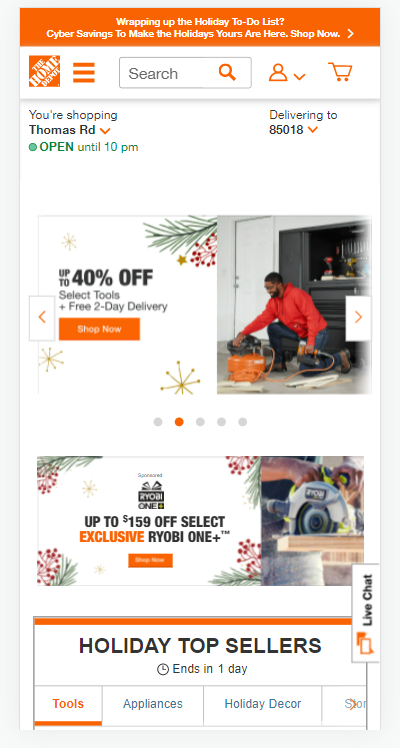 Wrapping up the Holiday To-Do List?
Cyber Savings To Make the Holidays Yours Are Here. Shop Now.
THE HOME DEPOT
Search
You're shopping
Thomas Rd
OPEN until 10 pm
Delivering to
85018
UP TO 40% OFF
Select Tools
+ Free 2-Day Delivery
Shop Now
Sponsored
RYOBI
ONE+
UP TO $159 OFF SELECT
EXCLUSIVE RYOBI ONE+™
Shop Now
RYOBI
Live Chat
HOLIDAY TOP SELLERS
Ends in 1 day
Tools
Appliances
Holiday Decor